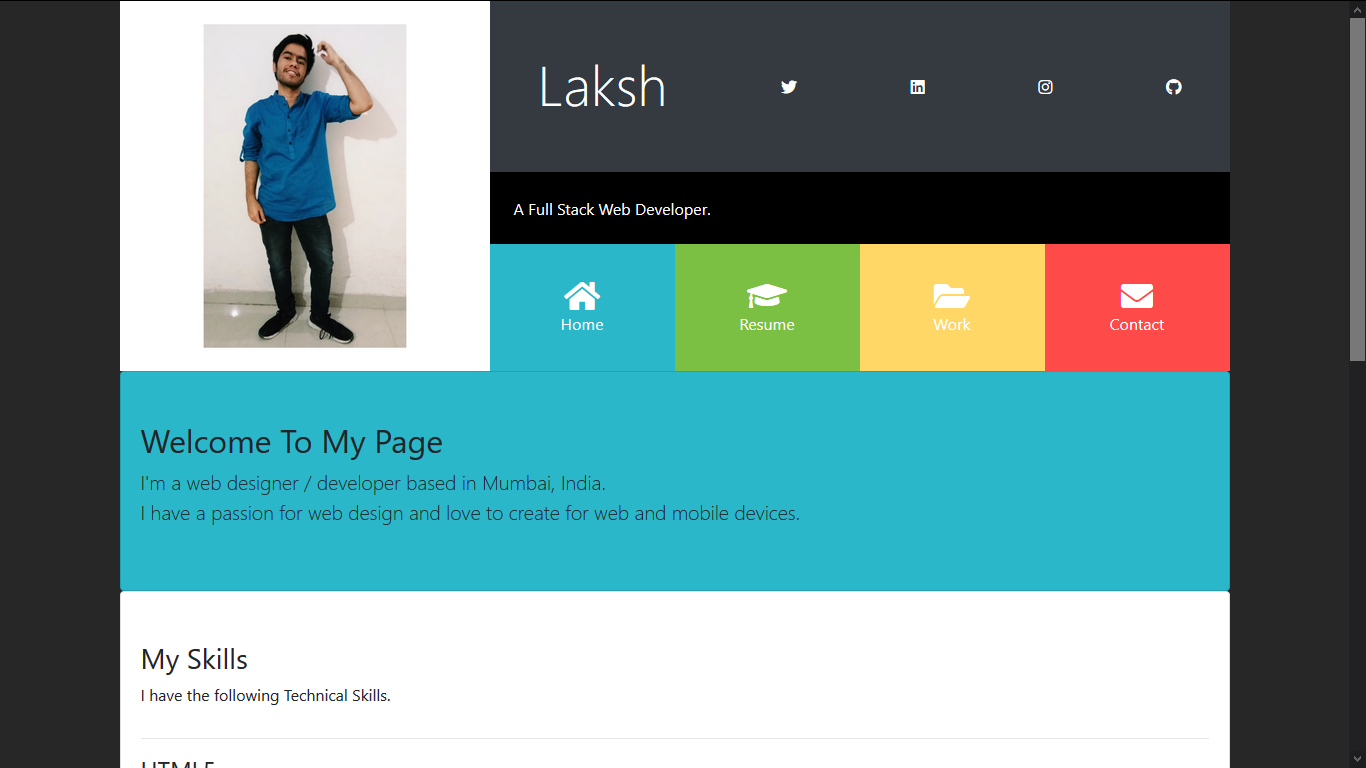 Laksh
A Full Stack Web Developer.
Home
Resume
Work
Contact
Welcome To My Page
I'm a web designer / developer based in Mumbai, India.
I have a passion for web design and love to create for web and mobile devices.
My Skills
I have the following Technical Skills.
HTML5